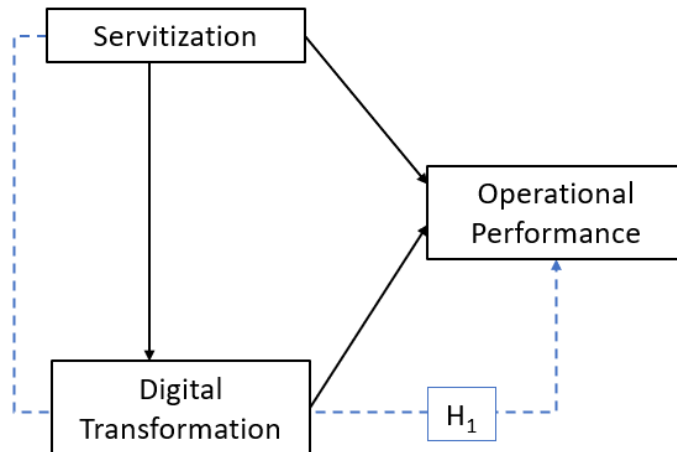 Servitization
Operational
Performance
Digital
Transformation
H₁